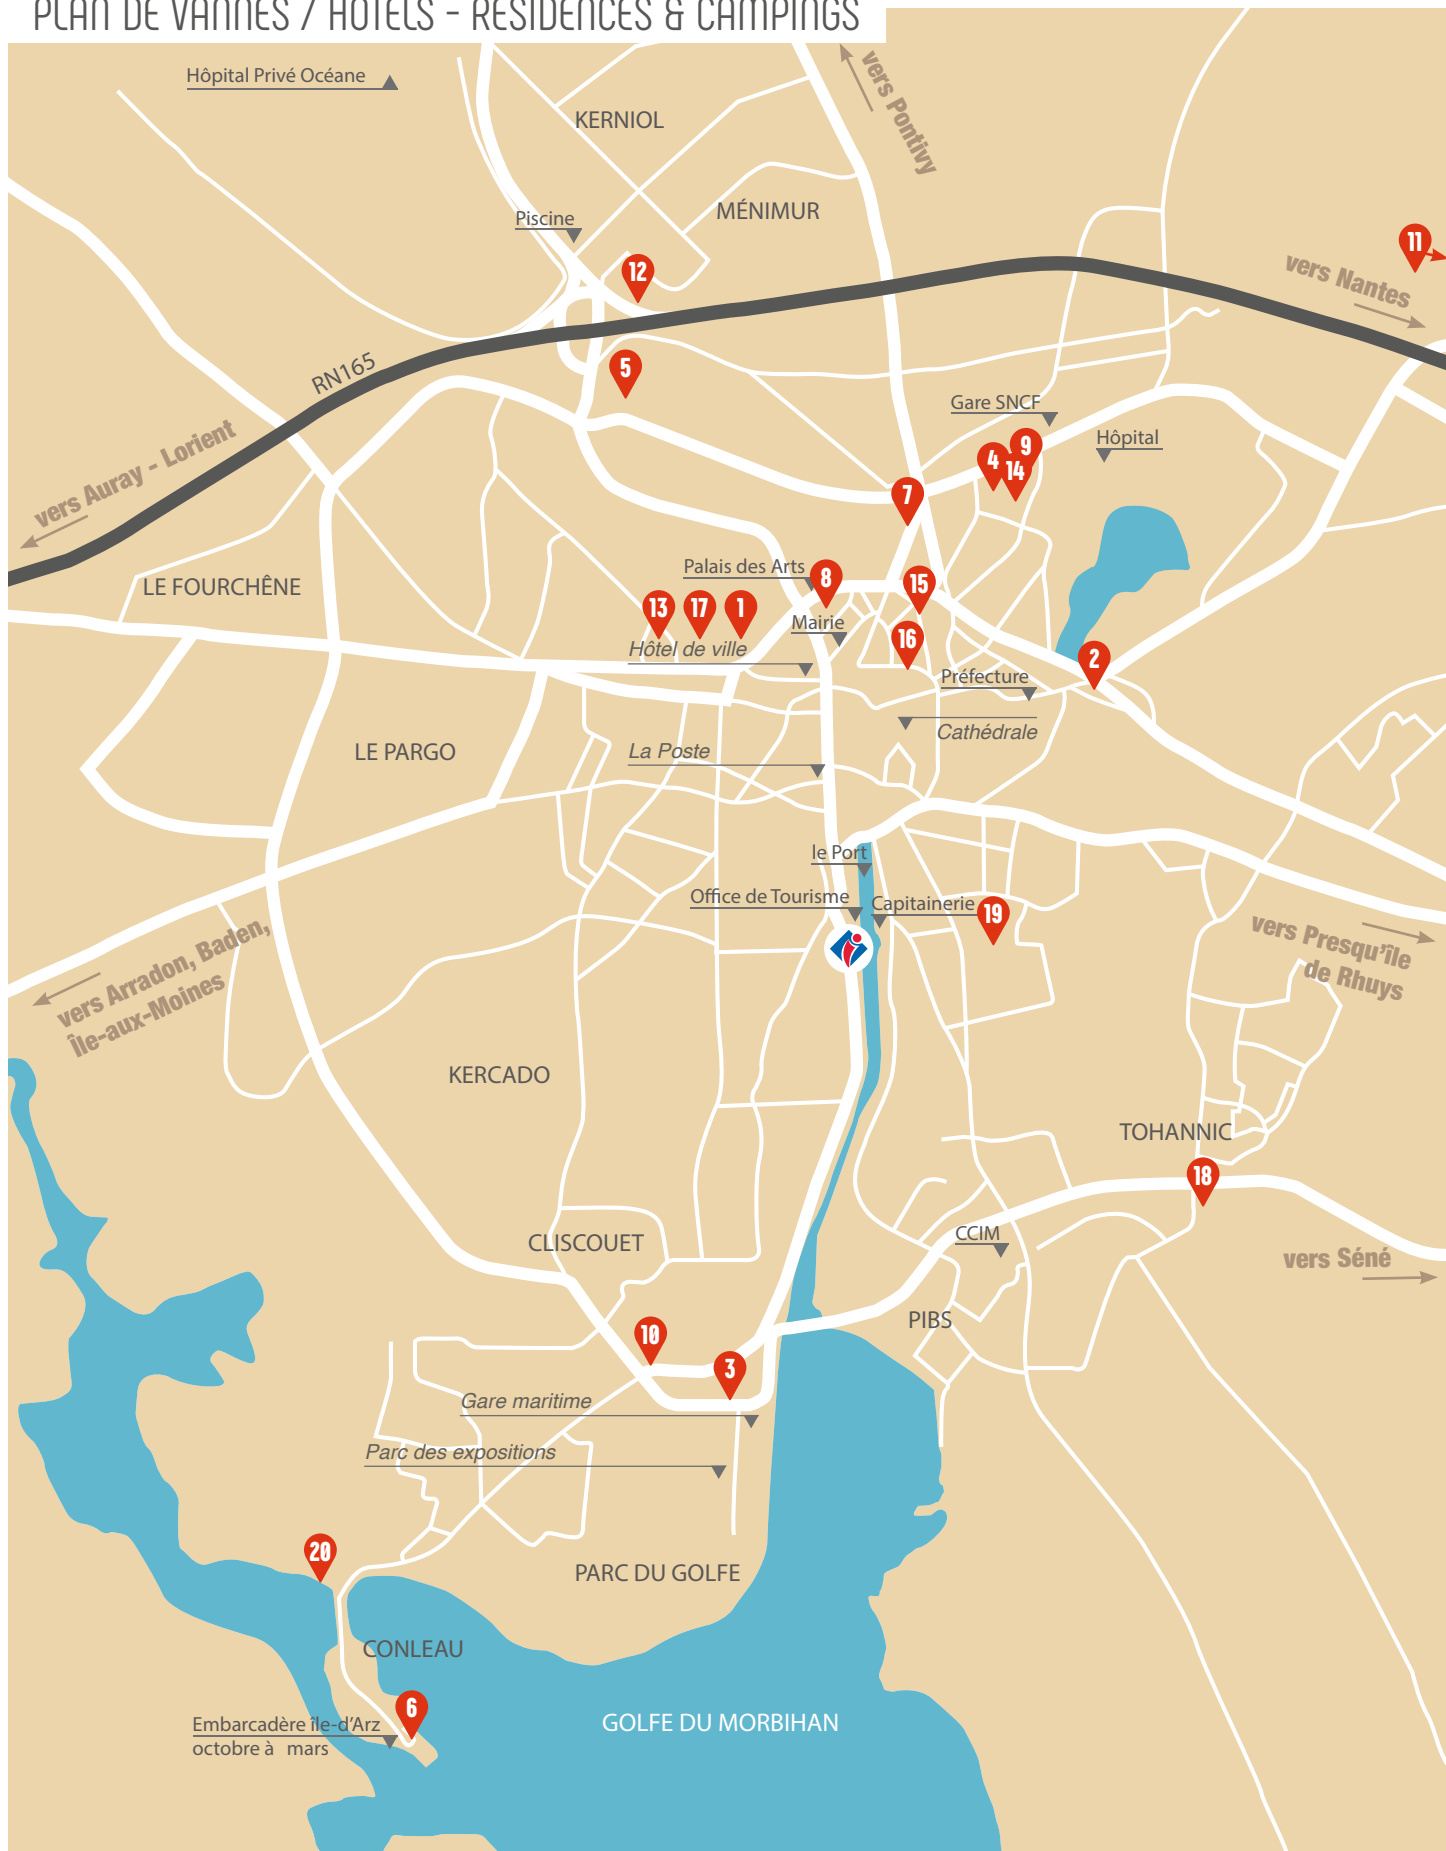 PLAN DE VANNES / HÔTELS - RÉSIDENCES & CAMPINGS
Hôpital Privé Océane
vers Pontivy
KERNIOL
MÉNIMUR
Piscine
11
12
vers Nantes
RN165
5
Gare SNCF
9
Hôpital
4
14
vers Auray - Lorient
7
Palais des Arts
8
15
LE FOURCHÊNE
13
17
1
Mairie
16
Hôtel de ville
2
Préfecture
Cathédrale
LE PARGO
La Poste
le Port
Office de Tourisme
Capitainerie
19
vers Presqu'île
de Rhuys
vers Arradon, Baden,
Île-aux-Moines
KERCADO
TOHANNIC
18
CCIM
CLISCOUET
vers Séné
PIBS
10
3
Gare maritime
Parc des expositions
20
PARC DU GOLFE
CONLEAU
6
GOLFE DU MORBIHAN
Embarcadère île-d'Arz
octobre à mars